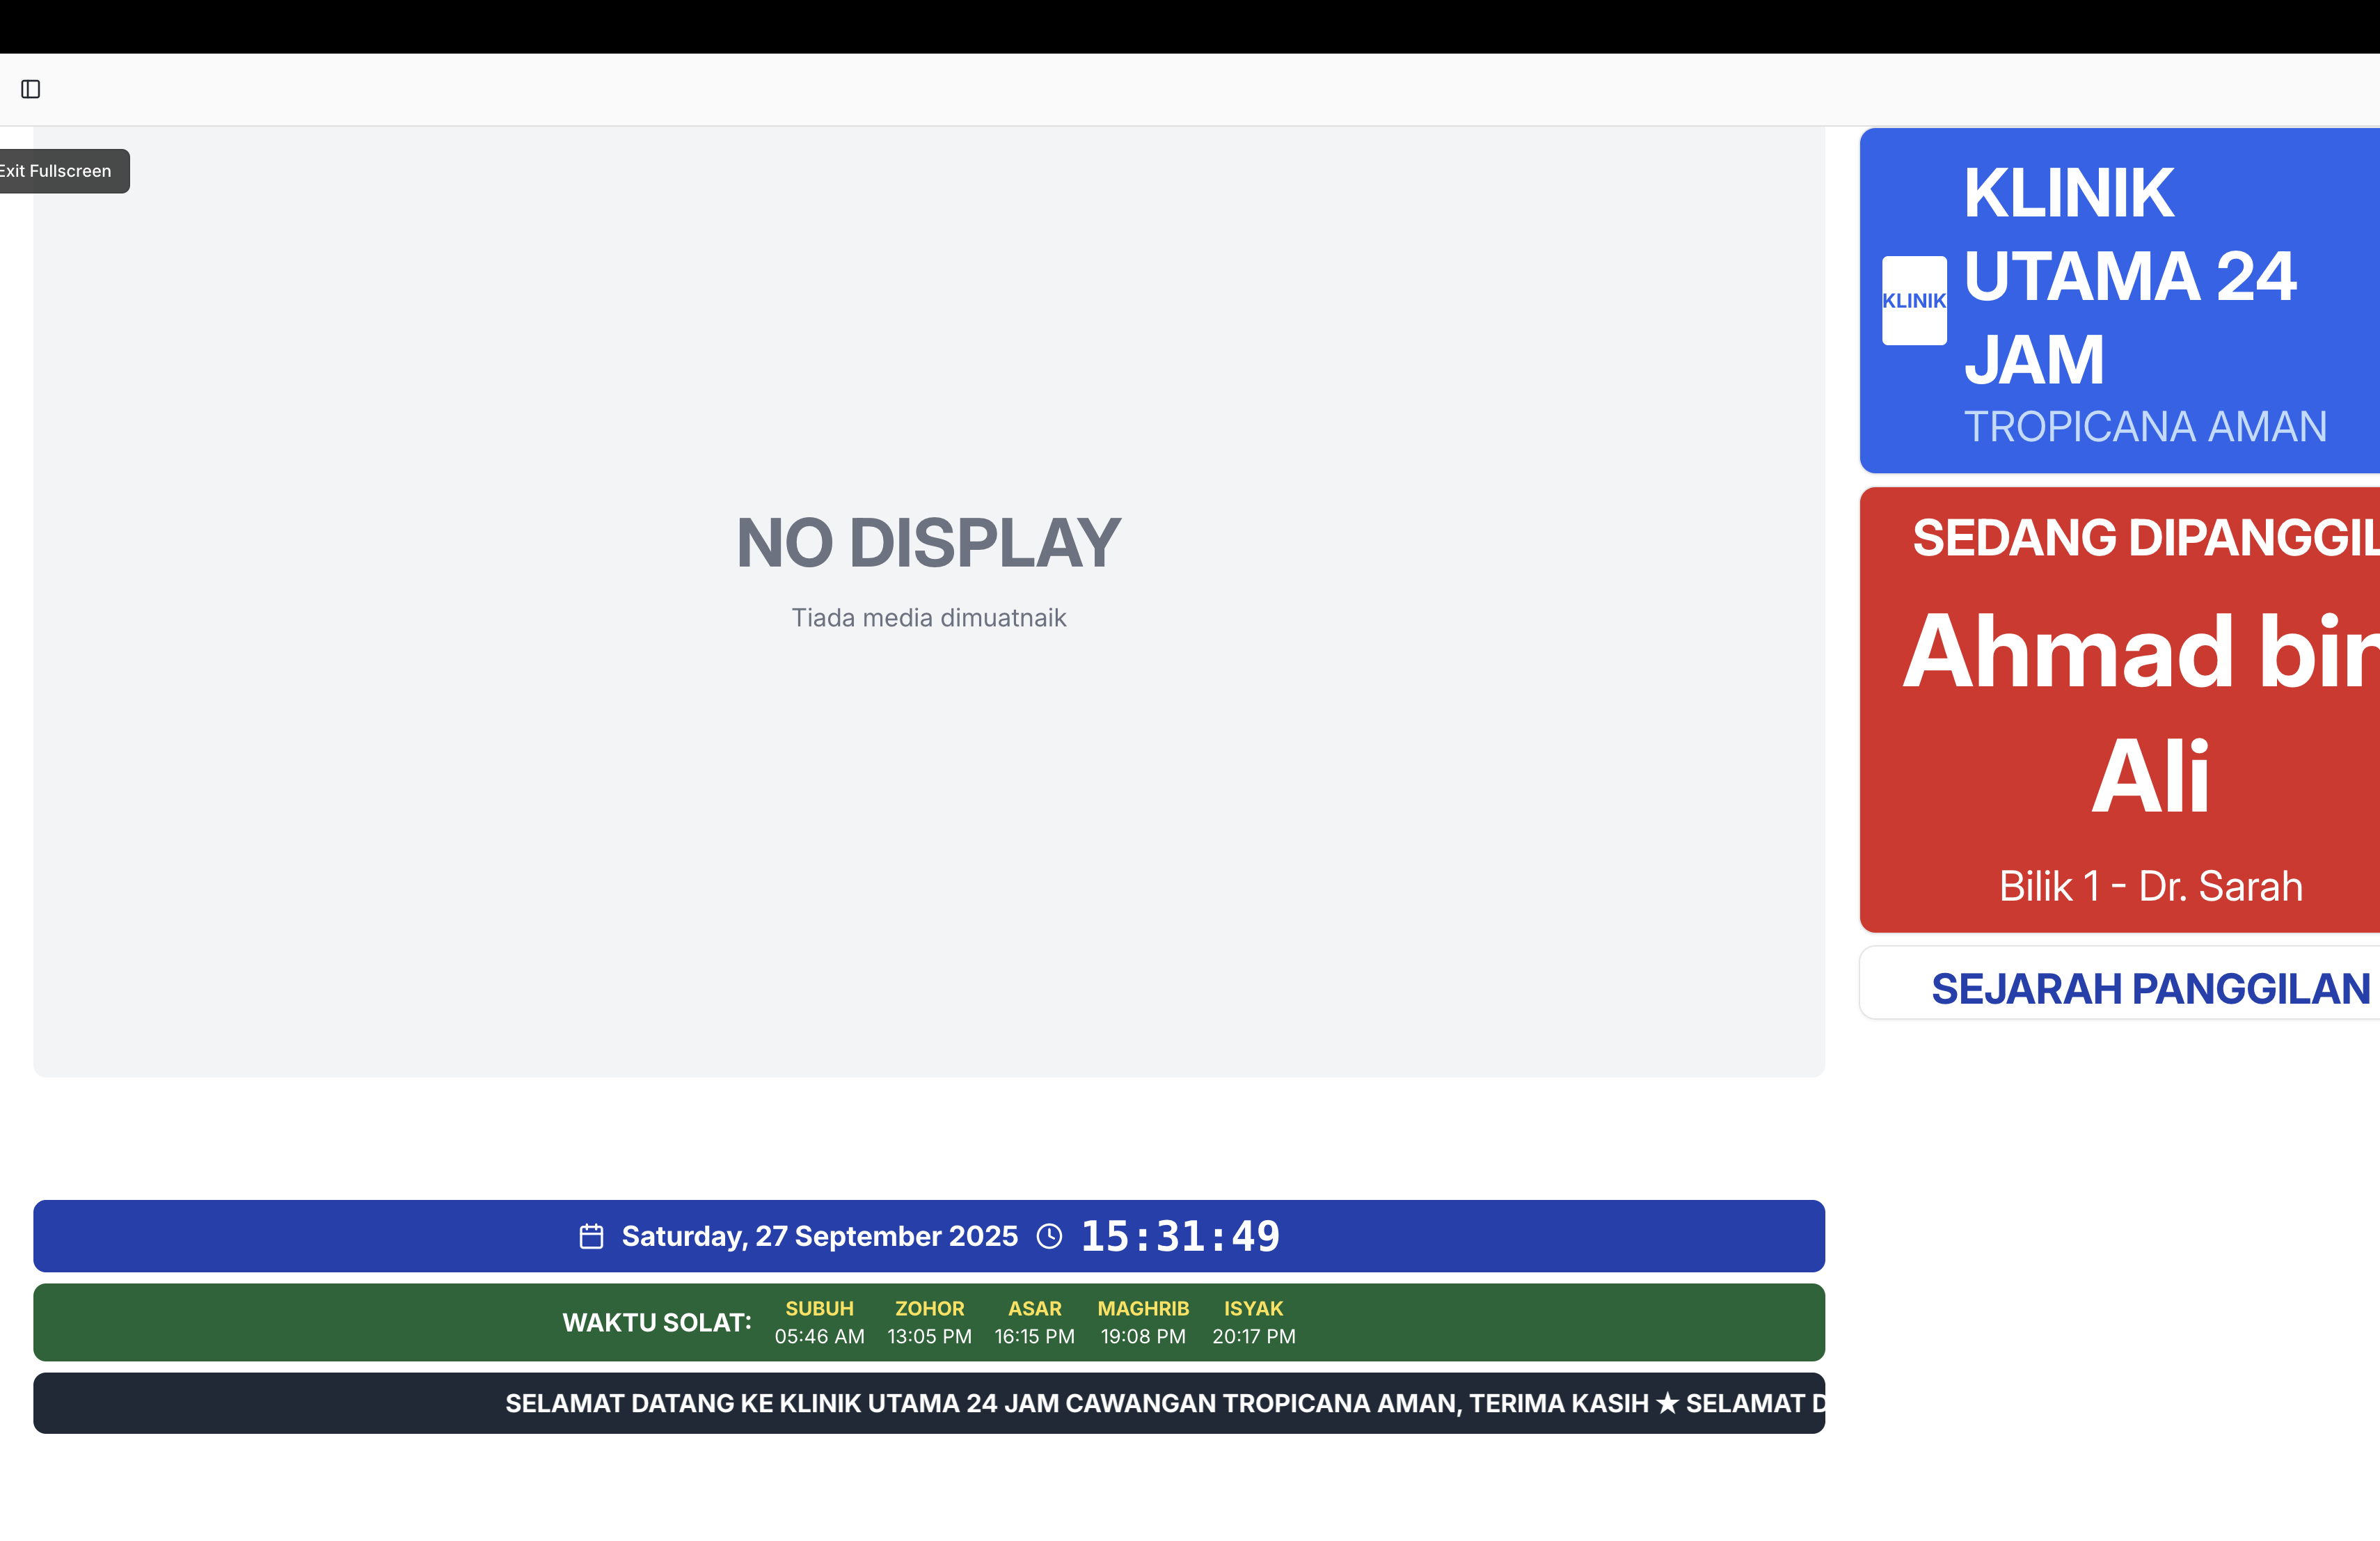 Exit Fullscreen
NO DISPLAY
Tiada media dimuatnaik
KLINIK
KLINIK
UTAMA 24
JAM
TROPICANA AMAN
SEDANG DIPANGGIL
Ahmad bin
Ali
Bilik 1 - Dr. Sarah
SEJARAH PANGGILAN
Saturday, 27 September 2025 15:31:49
WAKTU SOLAT:
SUBUH ZOHOR ASAR MAGHRIB ISYAK
05:46 AM 13:05 PM 16:15 PM 19:08 PM 20:17 PM
SELAMAT DATANG KE KLINIK UTAMA 24 JAM CAWANGAN TROPICANA AMAN, TERIMA KASIH ★ SELAMAT D